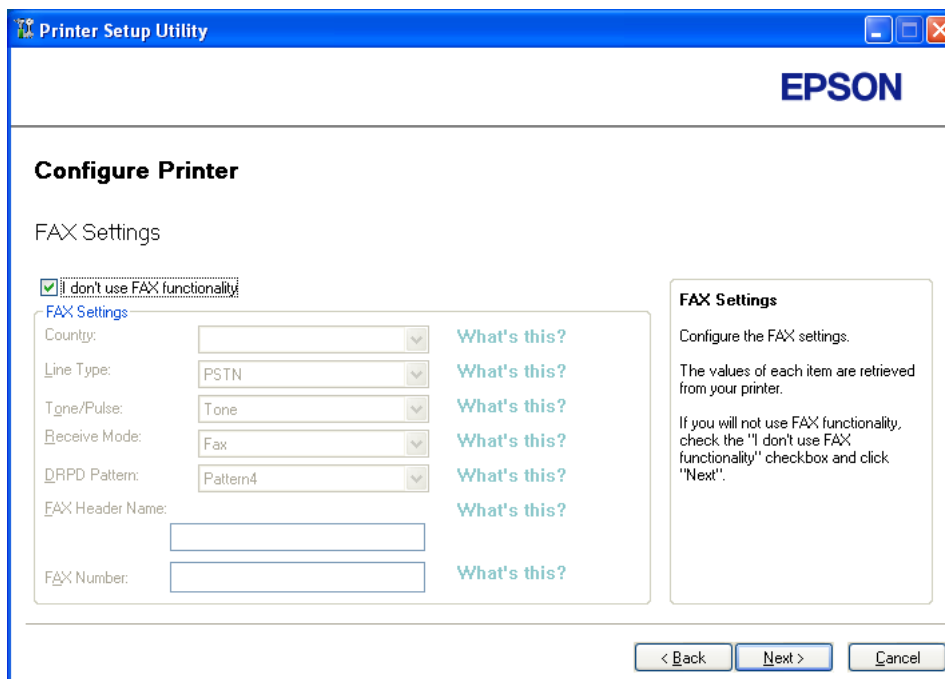 Printer Setup Utility
EPSON
Configure Printer
FAX Settings
I don't use FAX functionality
FAX Settings
Country:
What's this?
Line Type:
PSTN
What's this?
Tone/Pulse:
Tone
What's this?
Receive Mode:
Fax
What's this?
DRPD Pattern:
Pattern4
What's this?
FAX Header Name:
What's this?
FAX Number:
What's this?
FAX Settings
Configure the FAX settings.
The values of each item are retrieved
from your printer.
If you will not use FAX functionality,
check the "I don't use FAX
functionality" checkbox and click
"Next".
< Back
Next >
Cancel